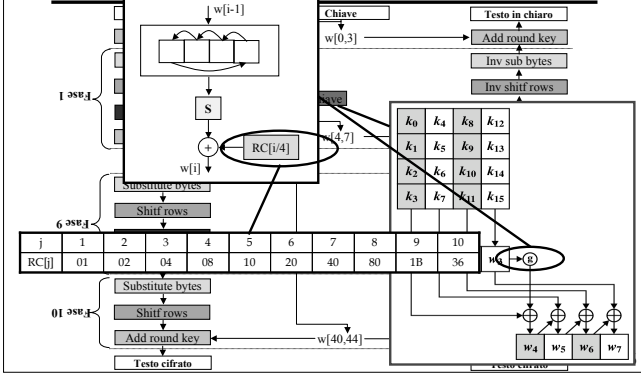 w[i-1]
Chiave
w[0,3]
Testo in chiaro
Add round key
Inv sub bytes
Inv shitf rows
Fase 1
S
+
RC[i/4]
w[i]
w[4,7]
k0 k4 k8 k12
k1 k5 k9 k13
k2 k6 k10 k14
k3 k7 k11 k15
Substitute bytes
Shitf rows
Fase 9
j 1 2 3 4 5 6 7 8 9 10
RC[j] 01 02 04 08 10 20 40 80 1B 36
g
Substitute bytes
Shitf rows
Add round key
Fase 10
w[40,44]
w4 w5 w6 w7
Testo cifrato